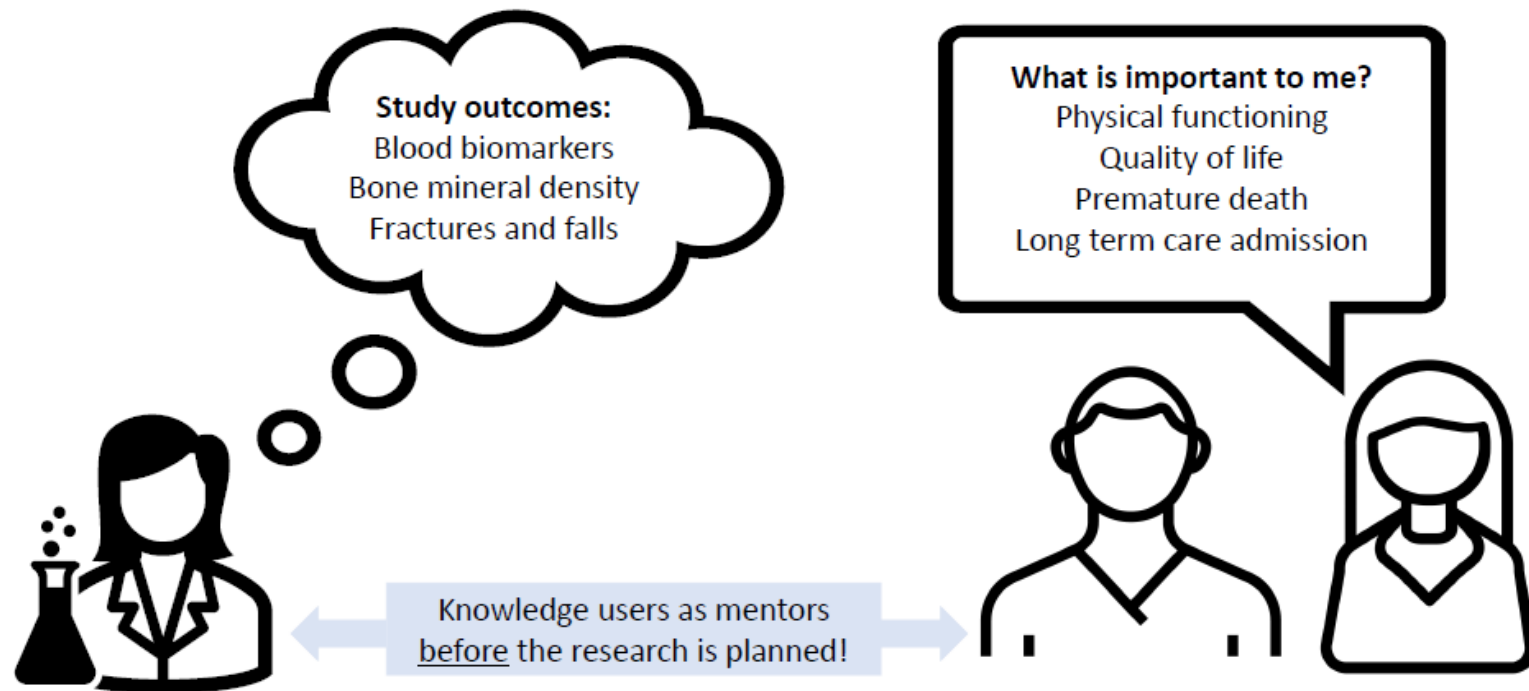 Study outcomes:
Blood biomarkers
Bone mineral density
Fractures and falls
What is important to me?
Physical functioning
Quality of life
Premature death
Long term care admission
Knowledge users as mentors
before the research is planned!